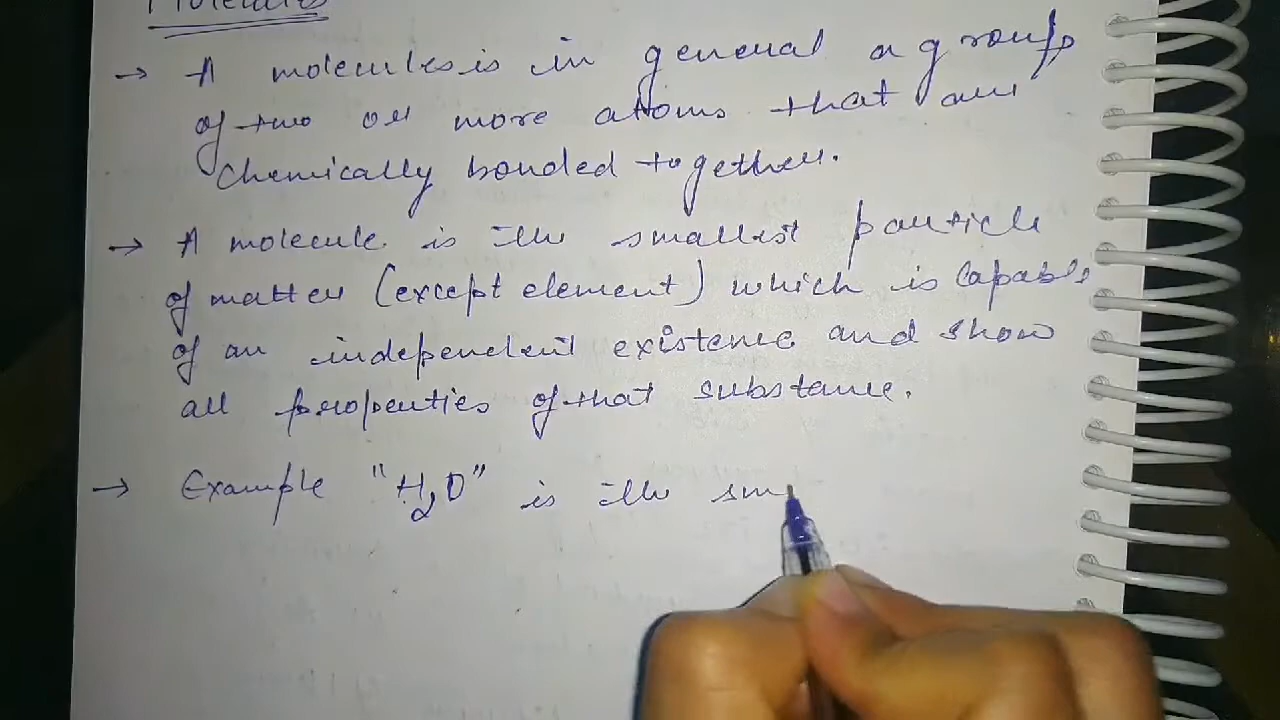 Molecules
→ A molecules is in general a group
of two or more atoms that are
chemically bonded together.
→ A molecule is the smallest particle
of matter (except element) which is capable
of an independent existence and show
all properties of that substance.
→ Example "H₂O" is the sm